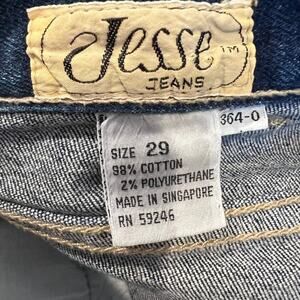 Jesse TM
JEANS
364-0
SIZE 29
98% COTTON
2% POLYURETHANE
MADE IN SINGAPORE
RN 59246